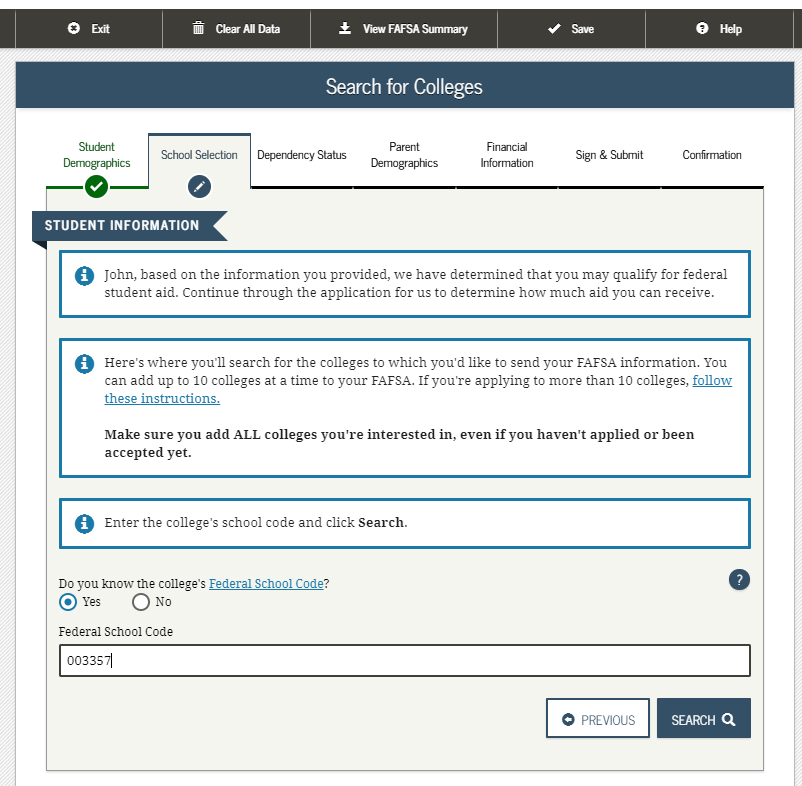 Exit
Clear All Data
View FAFSA Summary
Save
Help
Search for Colleges
Student
Demographics
School Selection
Dependency Status
Parent
Demographics
Financial
Information
Sign & Submit
Confirmation
STUDENT INFORMATION
John, based on the information you provided, we have determined that you may qualify for federal
student aid. Continue through the application for us to determine how much aid you can receive.
Here's where you'll search for the colleges to which you'd like to send your FAFSA information. You
can add up to 10 colleges at a time to your FAFSA. If you're applying to more than 10 colleges, follow
these instructions.
Make sure you add ALL colleges you're interested in, even if you haven't applied or been
accepted yet.
Enter the college's school code and click Search.
Do you know the college's Federal School Code?
Yes
No
Federal School Code
003357
PREVIOUS
SEARCH